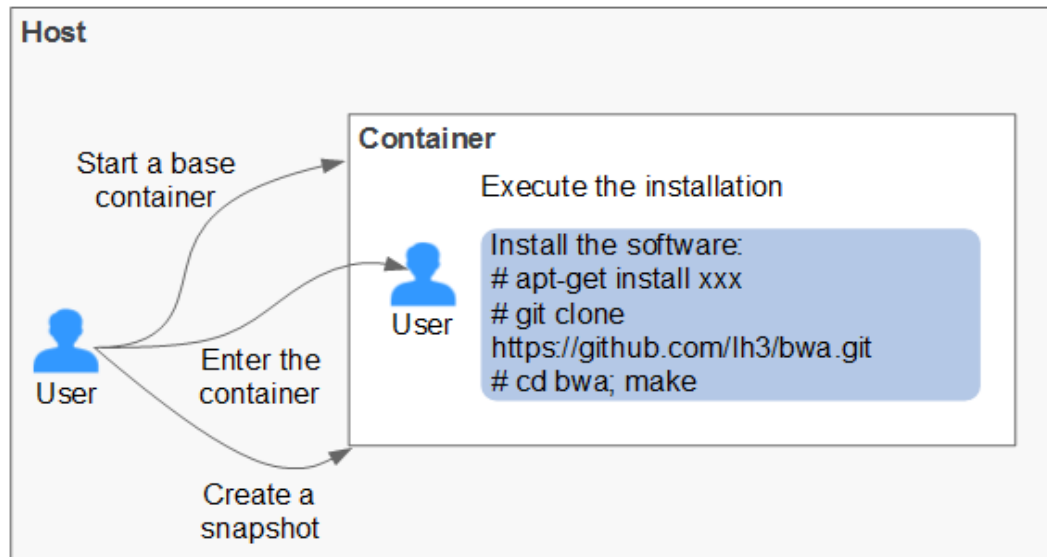 Host
Start a base
container
Container
Execute the installation
Install the software:
# apt-get install xxx
# git clone
https://github.com/lh3/bwa.git
# cd bwa; make
User
Enter the
container
User
Create a
snapshot